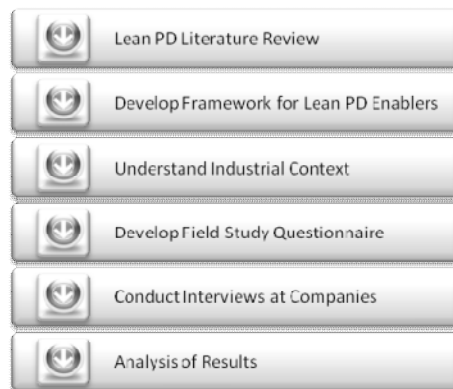 Lean PD Literature Review
Develop Framework for Lean PD Enablers
Understand Industrial Context
Develop Field Study Questionnaire
Conduct Interviews at Companies
Analysis of Results